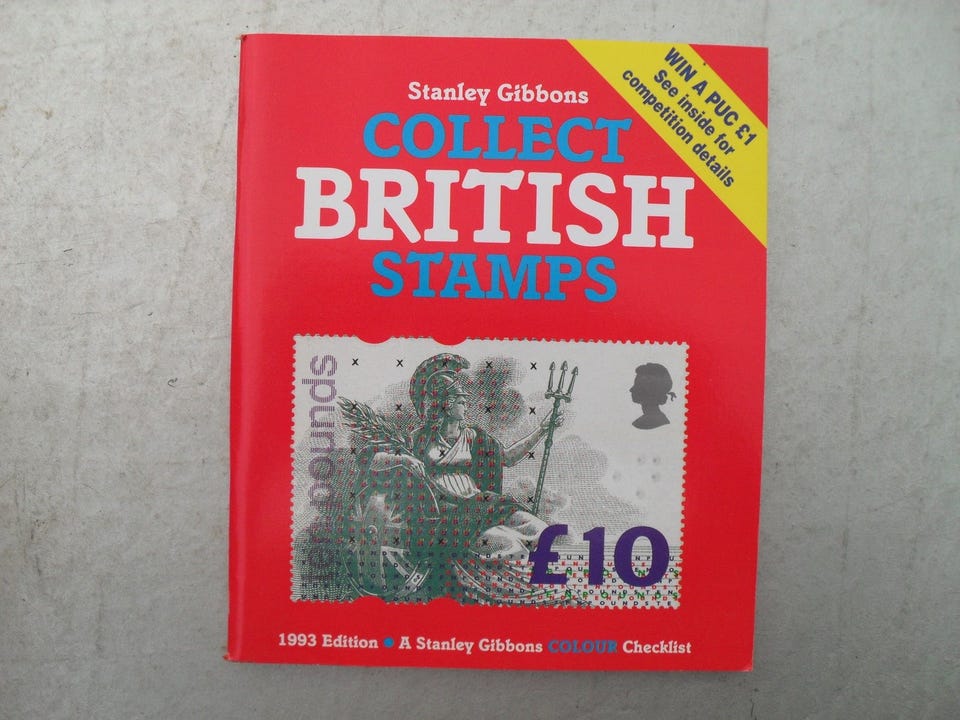 Stanley Gibbons
COLLECT
BRITISH
STAMPS
WIN A PUC £1
See inside for
competition details
ten pounds
£10
1993 Edition • A Stanley Gibbons COLOUR Checklist